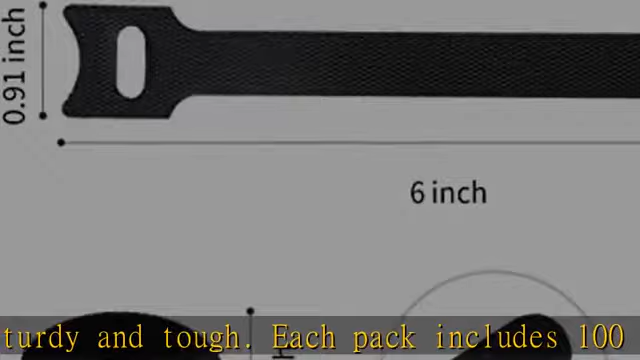 0.91 inch
6 inch
turdy and tough. Each pack includes 100